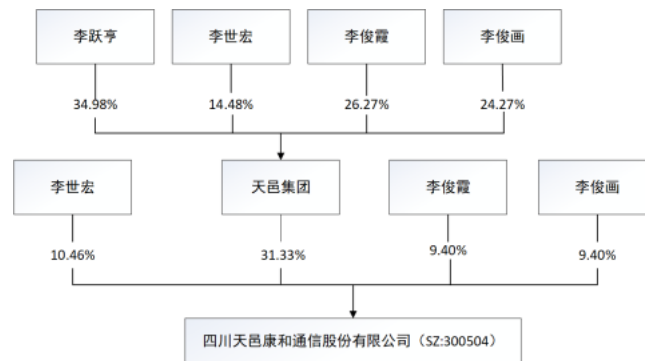 李跃亨 李世宏 李俊霞 李俊画
34.98% 14.48% 26.27% 24.27%
李世宏 天邑集团 李俊霞 李俊画
10.46% 31.33% 9.40% 9.40%
四川天邑康和通信股份有限公司（SZ:300504）